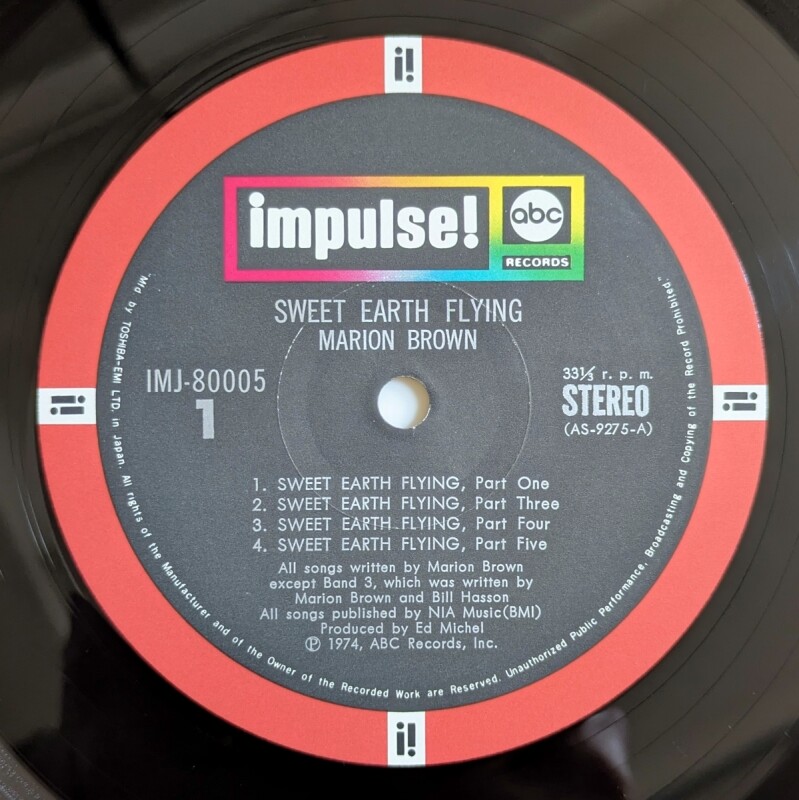 i!
impulse!
abc
RECORDS
SWEET EARTH FLYING
MARION BROWN
IMJ-80005
1
33⅓ r. p. m.
STEREO
(AS-9275-A)
i!
i!
1. SWEET EARTH FLYING, Part One
2. SWEET EARTH FLYING, Part Three
3. SWEET EARTH FLYING, Part Four
4. SWEET EARTH FLYING, Part Five
All songs written by Marion Brown
except Band 3, which was written by
Marion Brown and Bill Hasson
All songs published by NIA Music(BMI)
Produced by Ed Michel
℗ 1974, ABC Records, Inc.
"Mfd by TOSHIBA-EMI LTD. in Japan. All rights of the Manufacturer and of the Owner of the Recorded Work are Reserved. Unauthorized Public Performance, Broadcasting and Copying of the Record Prohibited."
i!